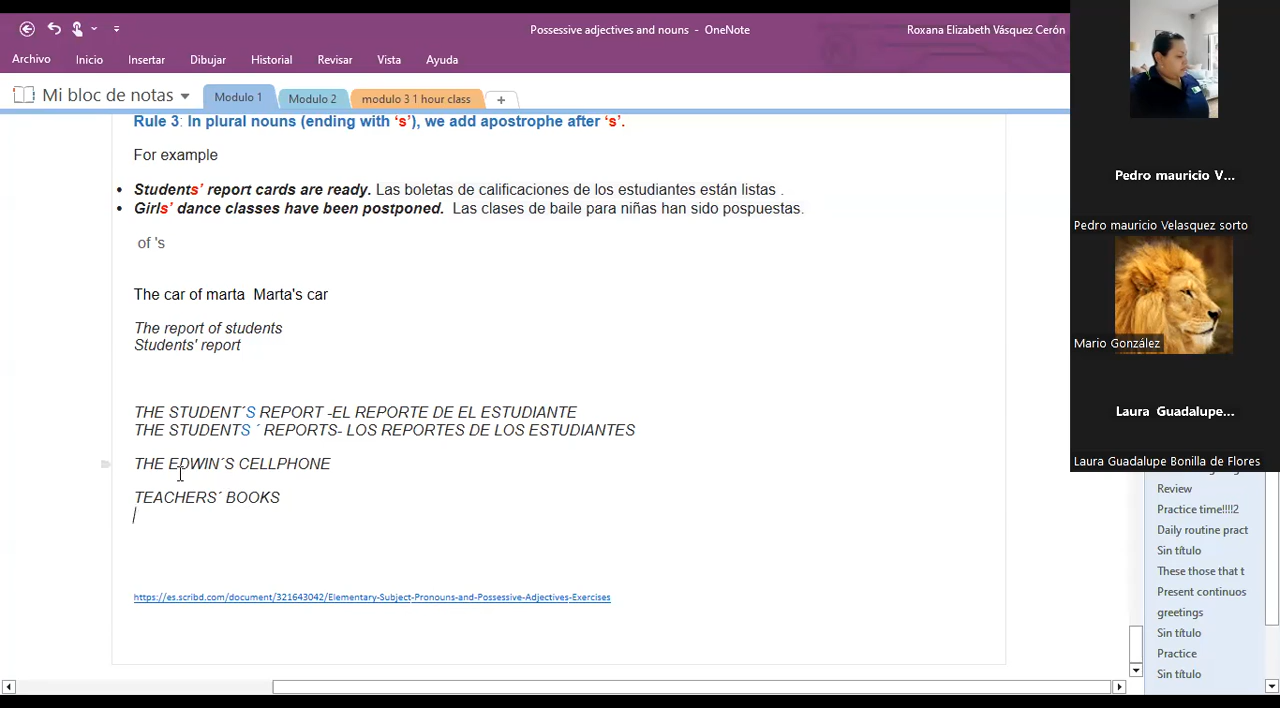 Possessive adjectives and nouns - OneNote
Roxana Elizabeth Vásquez Cerón
Archivo Inicio Insertar Dibujar Historial Revisar Vista Ayuda
Mi bloc de notas Modulo 1 Modulo 2 modulo 3 1 hour class +
Rule 3: In plural nouns (ending with ‘s’), we add apostrophe after ‘s’.
For example
• Students’ report cards are ready. Las boletas de calificaciones de los estudiantes están listas .
• Girls’ dance classes have been postponed. Las clases de baile para niñas han sido pospuestas.
of 's
The car of marta Marta's car
The report of students
Students' report
THE STUDENT´S REPORT -EL REPORTE DE EL ESTUDIANTE
THE STUDENTS ´ REPORTS- LOS REPORTES DE LOS ESTUDIANTES
THE EDWIN´S CELLPHONE
TEACHERS´ BOOKS
https://es.scribd.com/document/321643042/Elementary-Subject-Pronouns-and-Possessive-Adjectives-Exercises
Pedro mauricio V...
Pedro mauricio Velasquez sorto
Mario González
Laura Guadalupe...
Laura Guadalupe Bonilla de Flores
Review
Practice time!!!!2
Daily routine pract
Sin título
These those that t
Present continuos
greetings
Sin título
Practice
Sin título